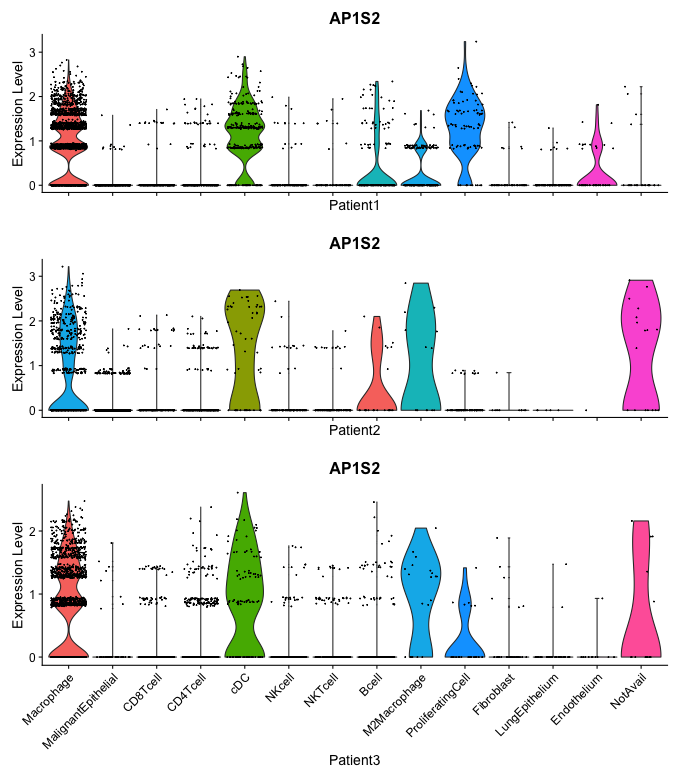 AP1S2
Expression Level
3
2
1
0
Patient1
AP1S2
Expression Level
3
2
1
0
Patient2
AP1S2
Expression Level
2
1
0
Macrophage
MalignantEpithelial
CD8Tcell
CD4Tcell
cDC
NKcell
NKTcell
Bcell
M2Macrophage
ProliferatingCell
Fibroblast
LungEpithelium
Endothelium
NotAvail
Patient3